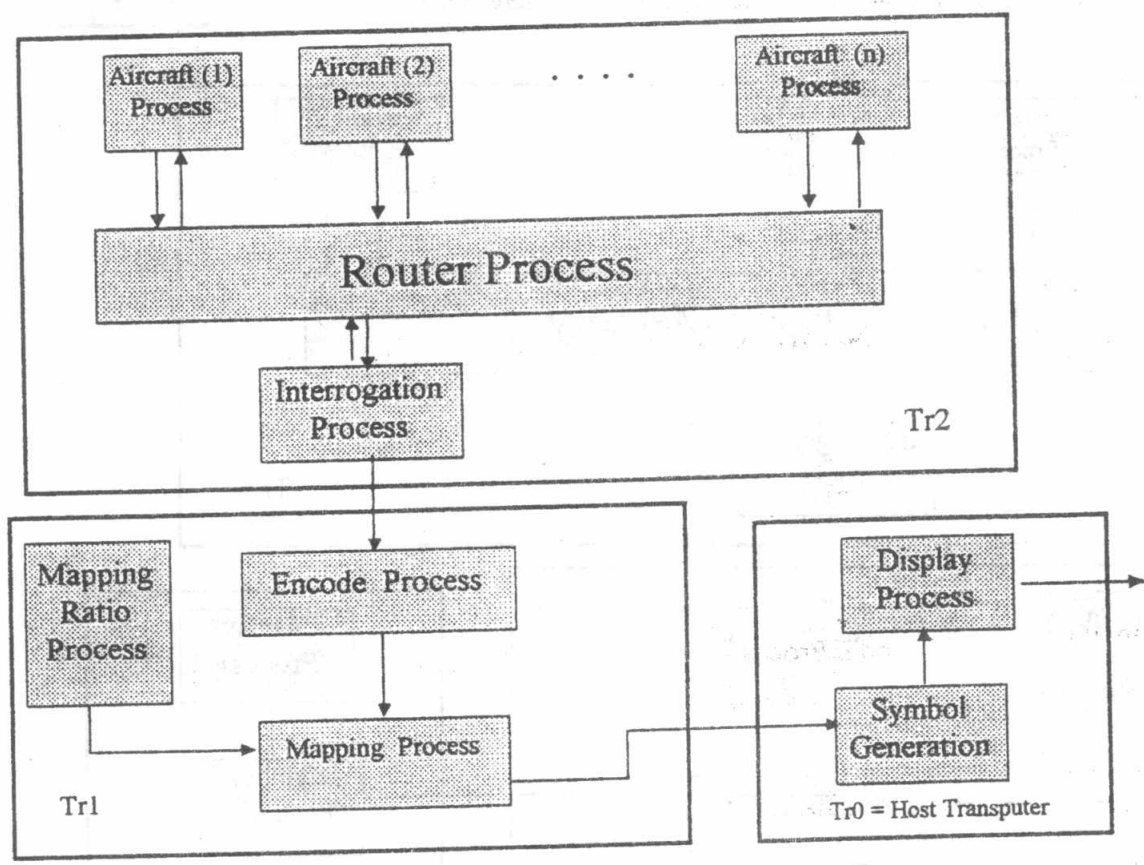 Aircraft (1)
Process
Aircraft (2)
Process
. . . .
Aircraft (n)
Process
Router Process
Interrogation
Process
Tr2
Mapping
Ratio
Process
Encode Process
Mapping Process
Tr1
Display
Process
Symbol
Generation
Tr0 = Host Transputer